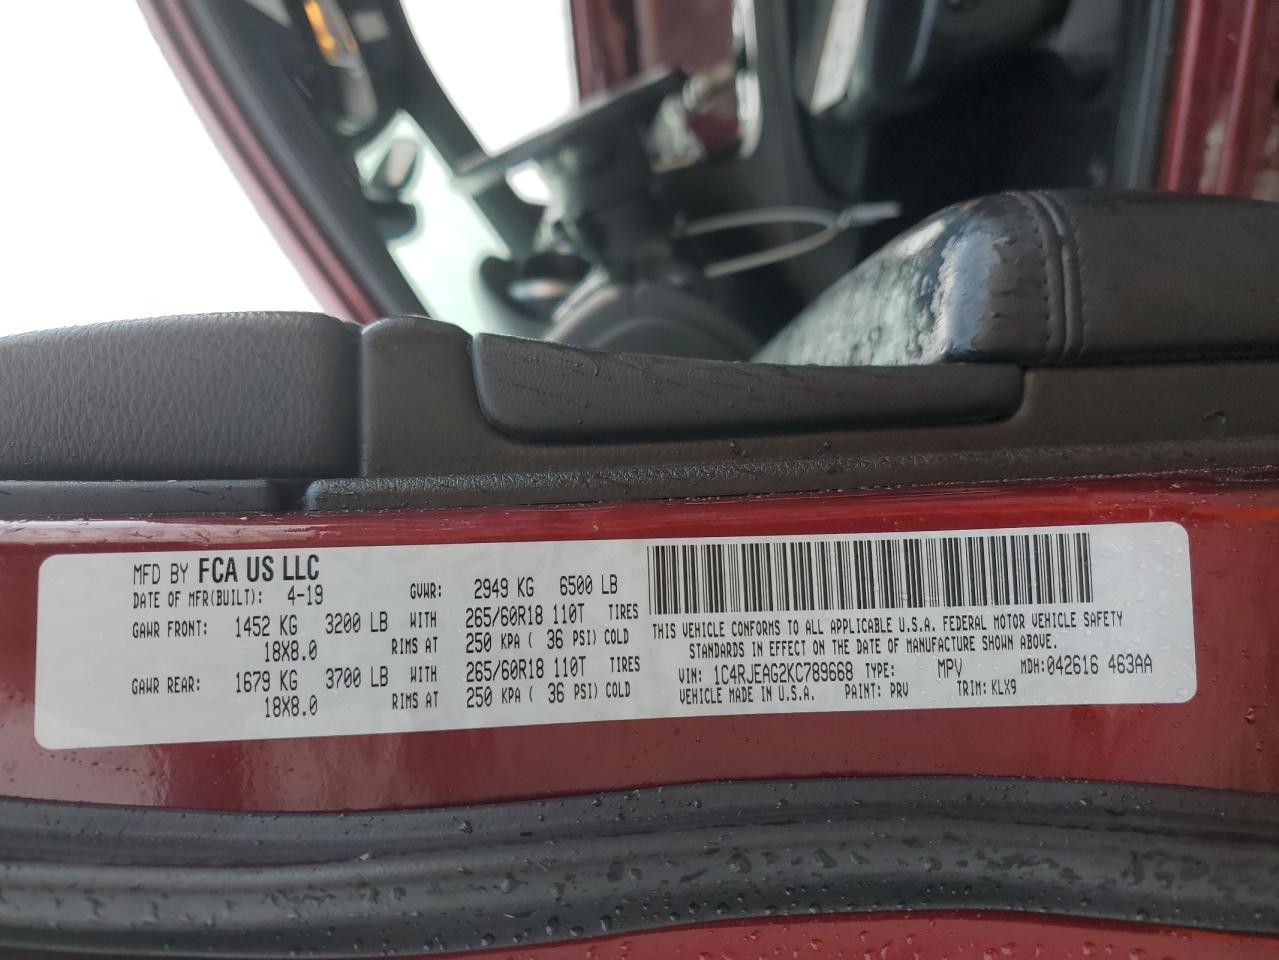 MFD BY FCA US LLC
DATE OF MFR(BUILT): 4-19 GVWR: 2949 KG 6500 LB
GAWR FRONT: 1452 KG 3200 LB WITH 265/60R18 110T TIRES
18X8.0 RIMS AT 250 KPA ( 36 PSI) COLD
GAWR REAR: 1679 KG 3700 LB WITH 265/60R18 110T TIRES
18X8.0 RIMS AT 250 KPA ( 36 PSI) COLD
THIS VEHICLE CONFORMS TO ALL APPLICABLE U.S.A. FEDERAL MOTOR VEHICLE SAFETY
STANDARDS IN EFFECT ON THE DATE OF MANUFACTURE SHOWN ABOVE.
VIN: 1C4RJEAG2KC789668 TYPE: MPV MDH: 042616 463AA
VEHICLE MADE IN U.S.A. PAINT: PRV TRIM: KLX9